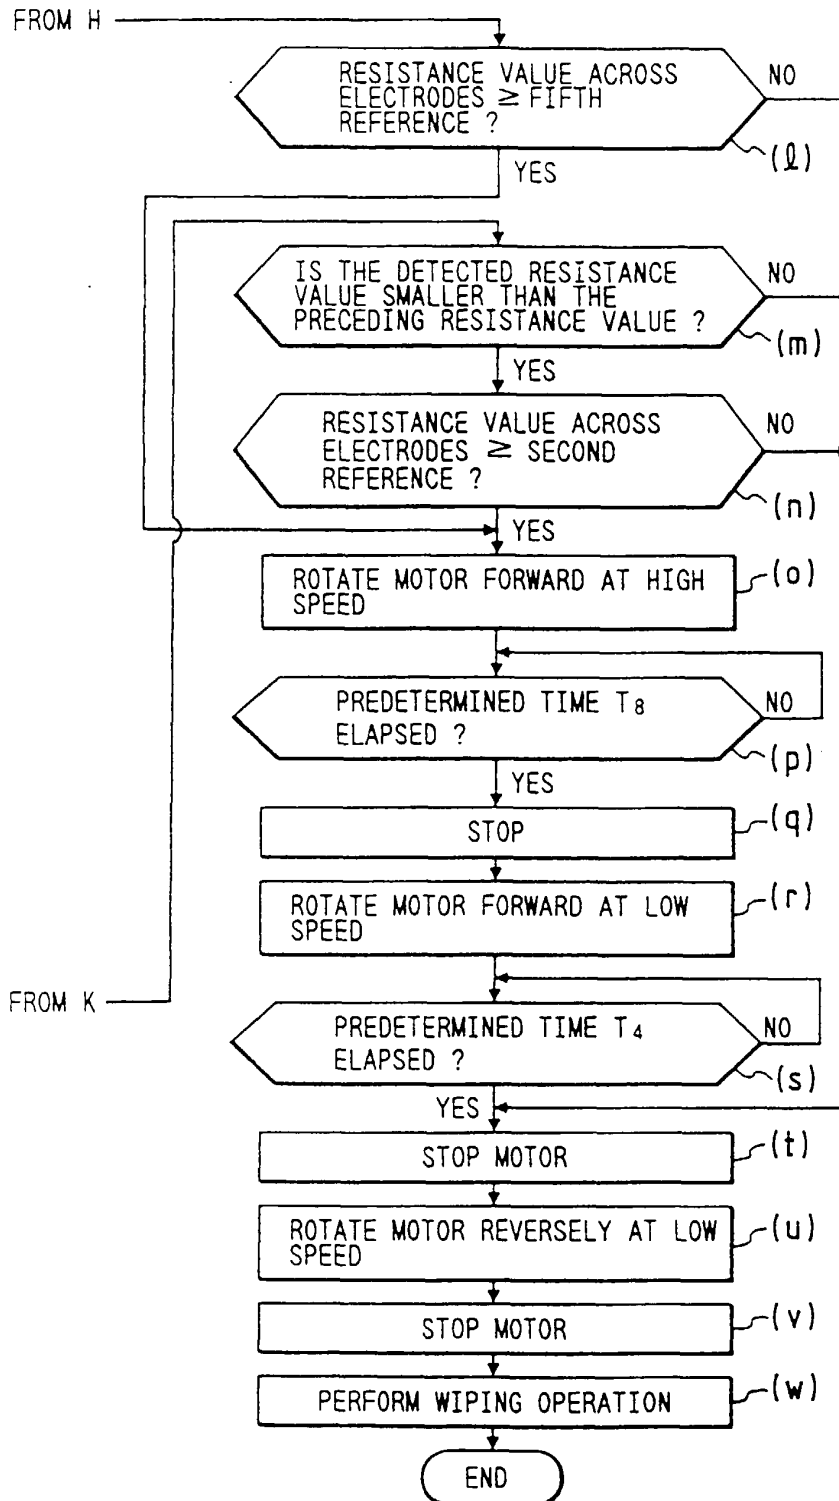 FROM H
RESISTANCE VALUE ACROSS
ELECTRODES ≥ FIFTH
REFERENCE ?
NO
(l)
YES
IS THE DETECTED RESISTANCE
VALUE SMALLER THAN THE
PRECEDING RESISTANCE VALUE ?
NO
(m)
YES
RESISTANCE VALUE ACROSS
ELECTRODES ≥ SECOND
REFERENCE ?
NO
(n)
YES
ROTATE MOTOR FORWARD AT HIGH
SPEED
(o)
PREDETERMINED TIME T8
ELAPSED ?
NO
(p)
YES
STOP
(q)
ROTATE MOTOR FORWARD AT LOW
SPEED
(r)
FROM K
PREDETERMINED TIME T4
ELAPSED ?
NO
(s)
YES
STOP MOTOR
(t)
ROTATE MOTOR REVERSELY AT LOW
SPEED
(u)
STOP MOTOR
(v)
PERFORM WIPING OPERATION
(w)
END